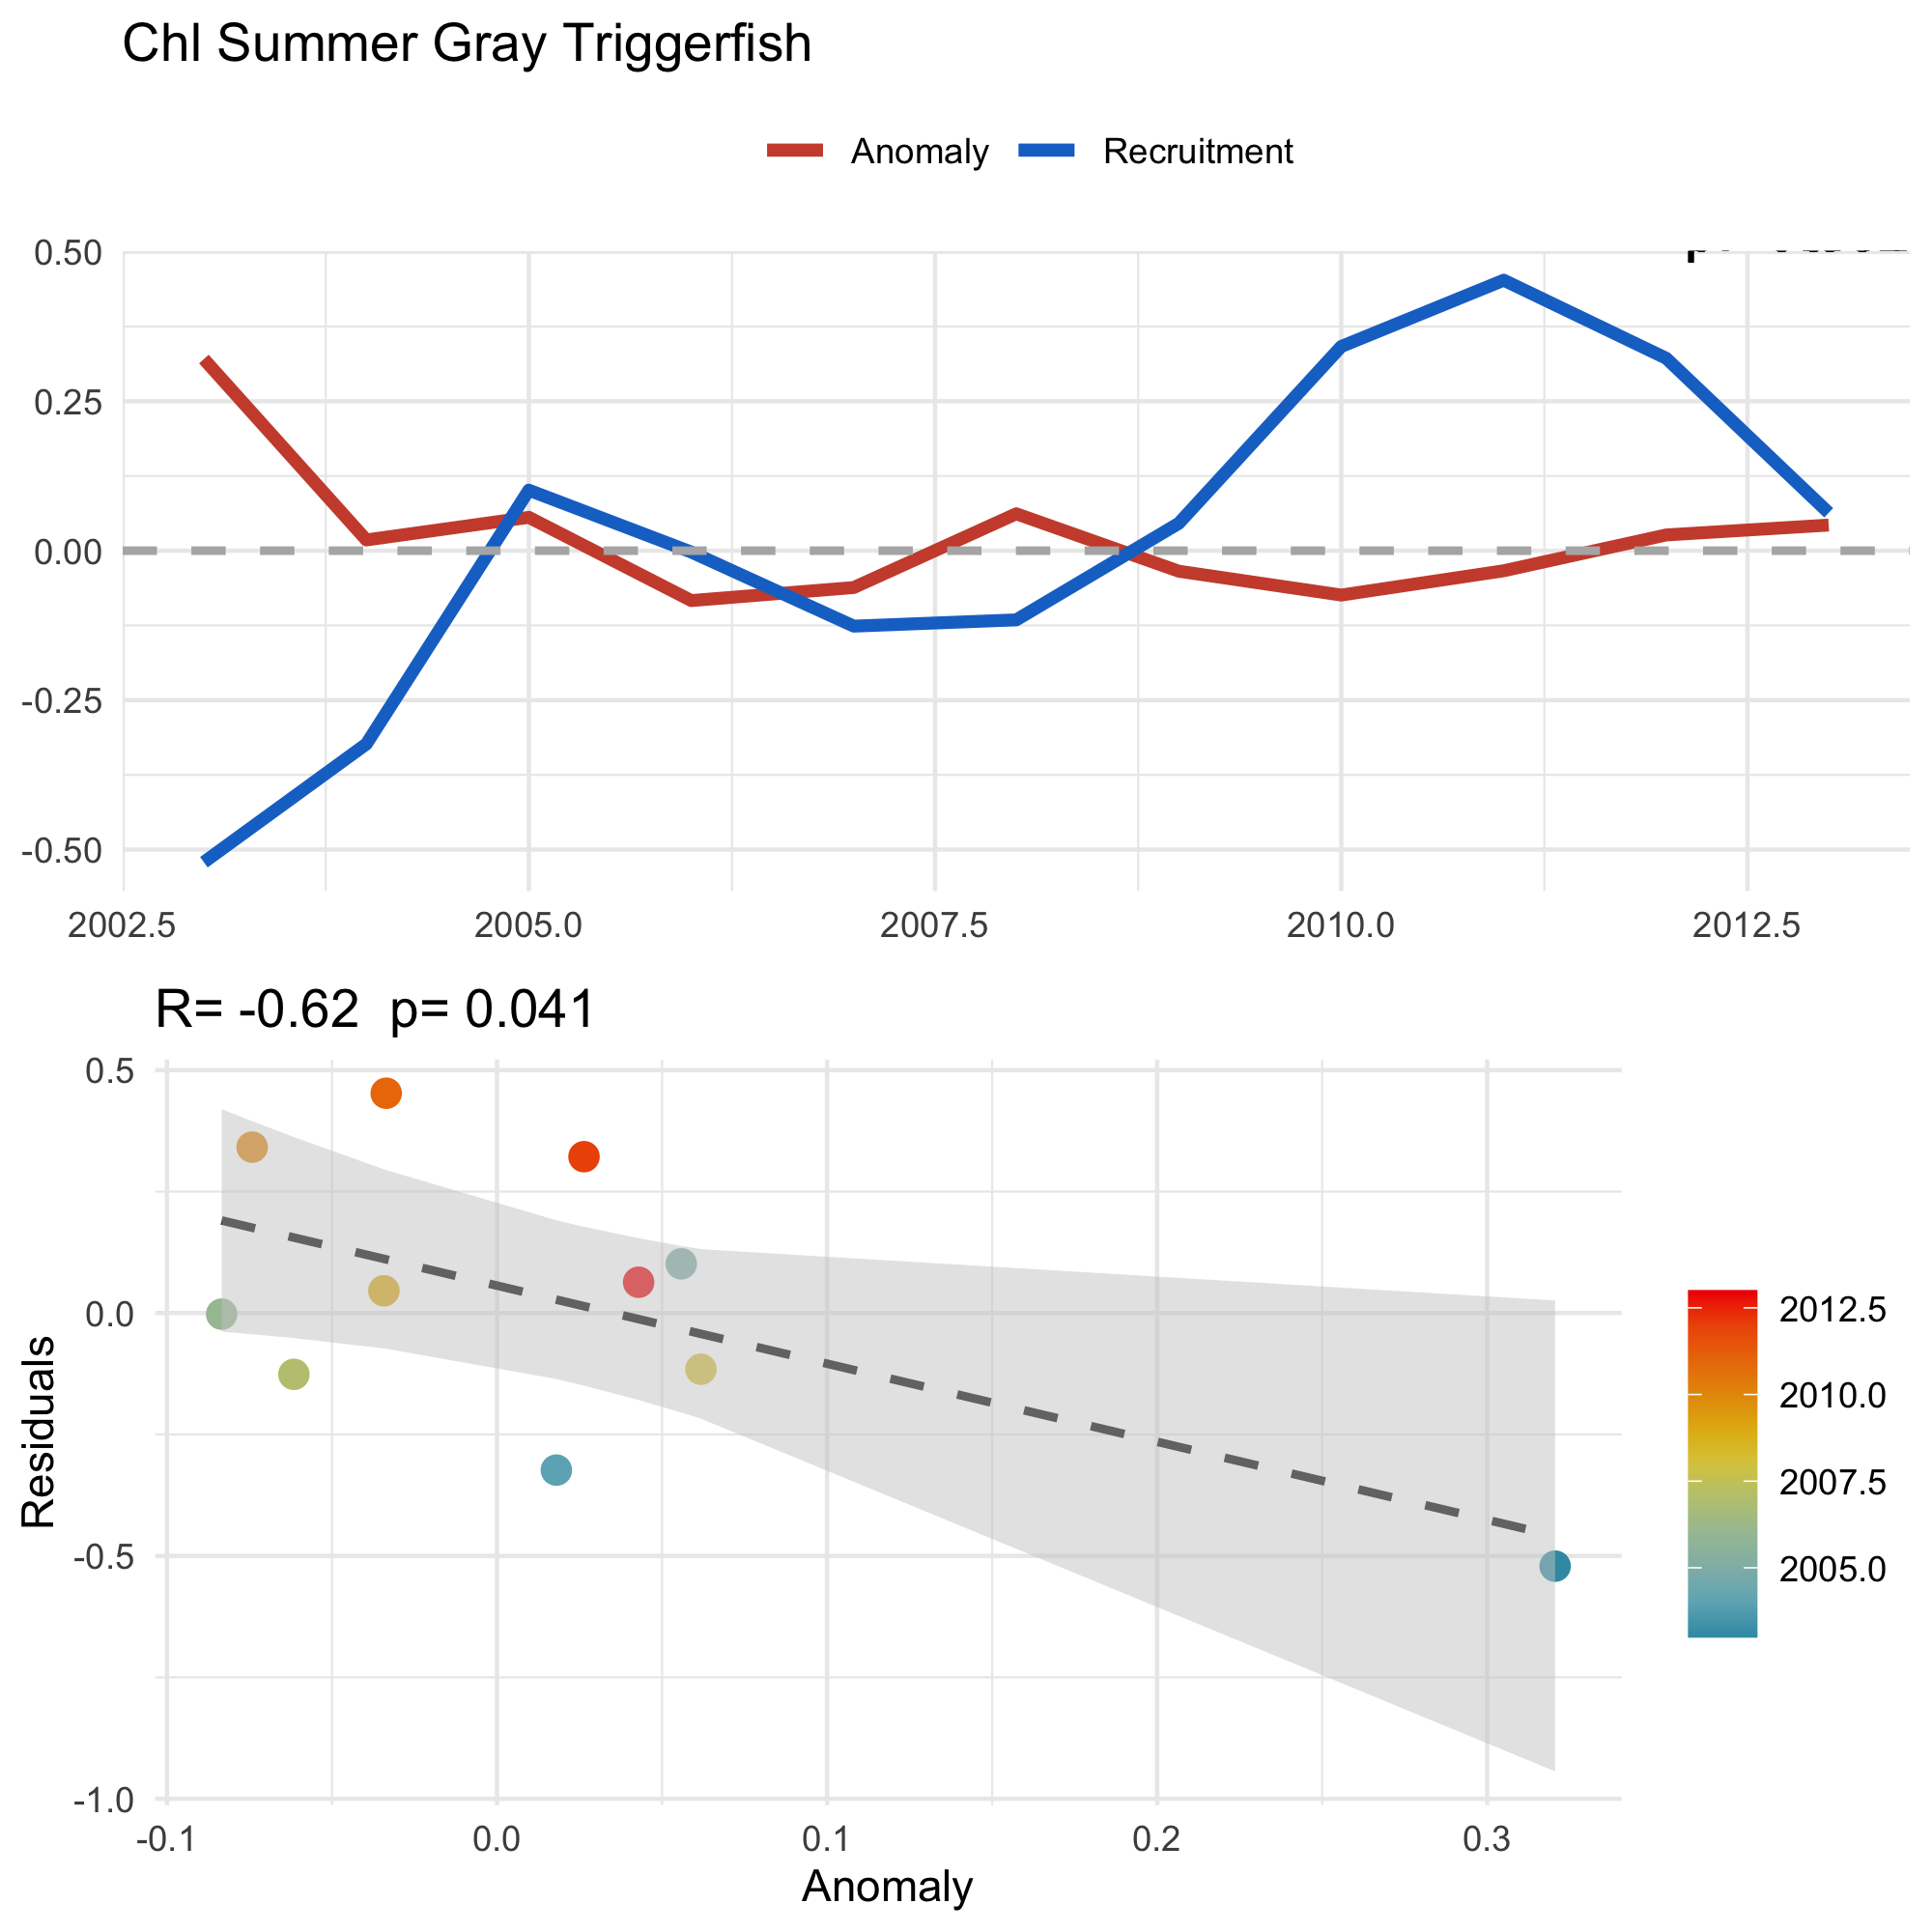 Chl Summer Gray Triggerfish
Anomaly Recruitment
0.50
0.25
0.00
-0.25
-0.50
2002.5 2005.0 2007.5 2010.0 2012.5
R= -0.62 p= 0.041
Residuals
0.5
0.0
-0.5
-1.0
-0.1 0.0 0.1 0.2 0.3
Anomaly
2012.5
2010.0
2007.5
2005.0